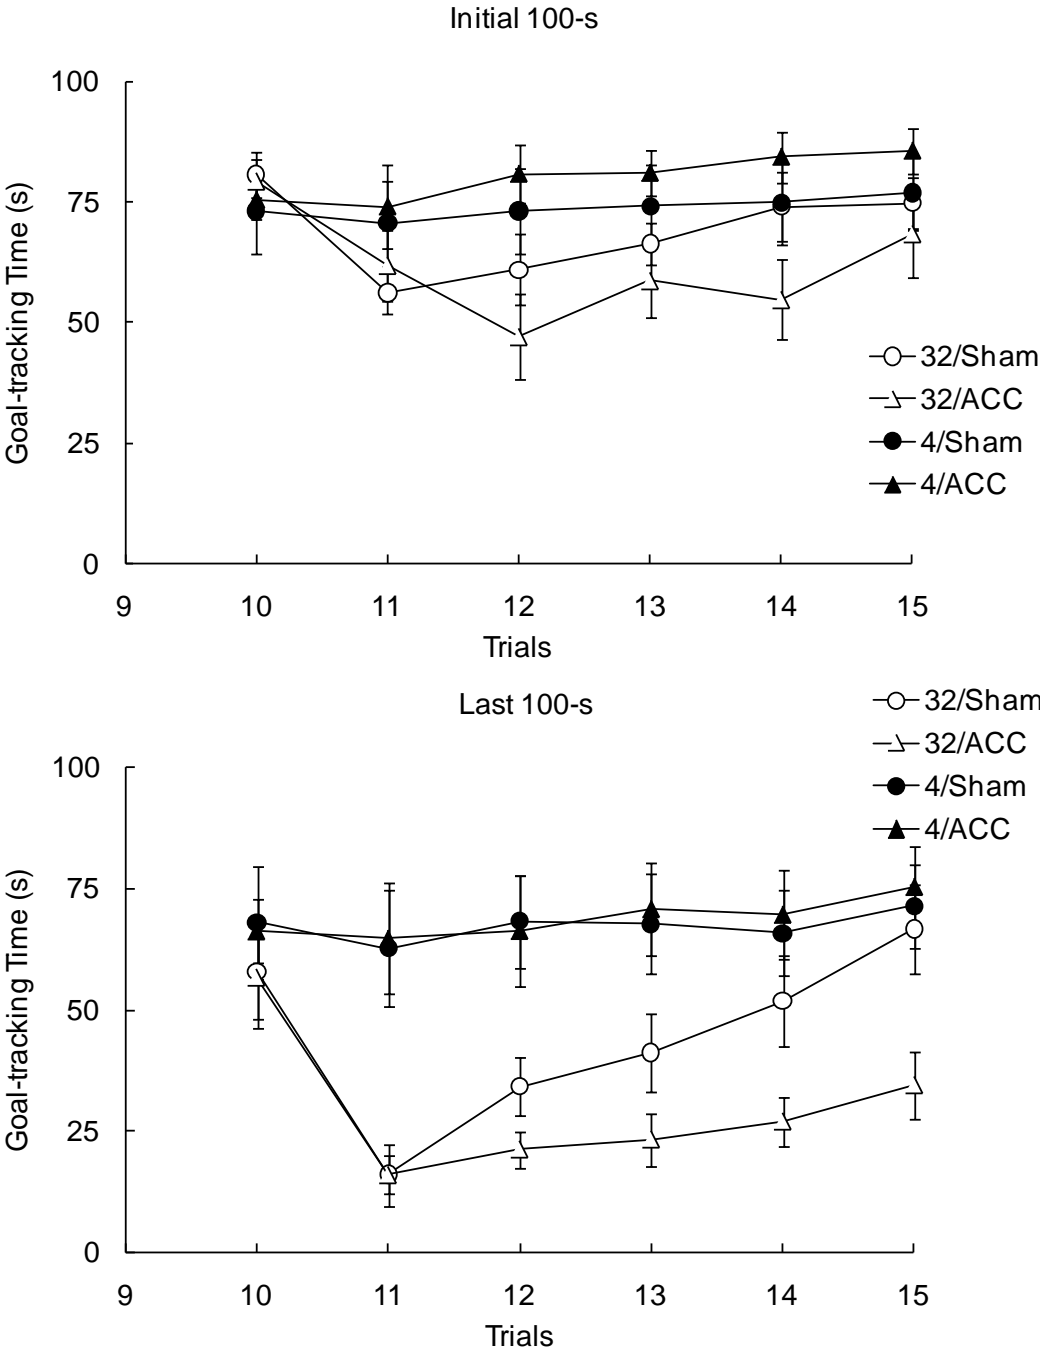 Initial 100-s
100
75
50
25
0
Goal-tracking Time (s)
32/Sham
32/ACC
4/Sham
4/ACC
9 10 11 12 13 14 15
Trials
Last 100-s
32/Sham
32/ACC
4/Sham
4/ACC
100
75
50
25
0
Goal-tracking Time (s)
9 10 11 12 13 14 15
Trials